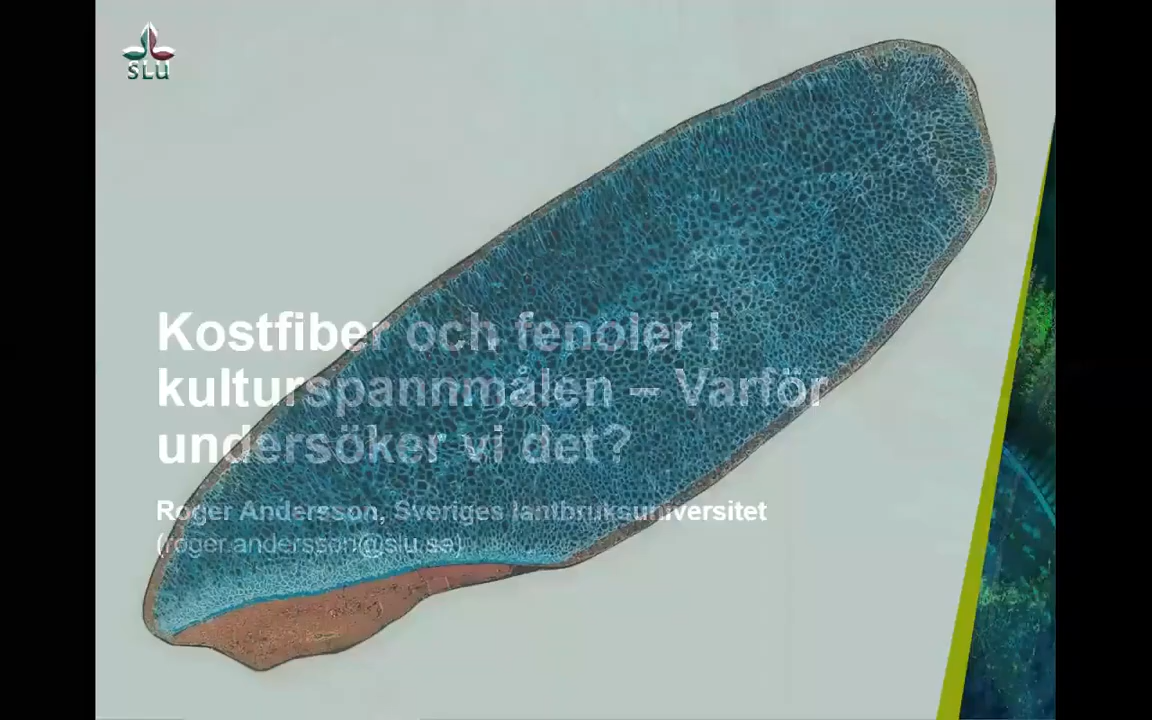 SLU
Kostfiber och fenoler i
kulturspannmålen – Varför
undersöker vi det?
Roger Andersson, Sveriges lantbruksuniversitet
(roger.andersson@slu.se)